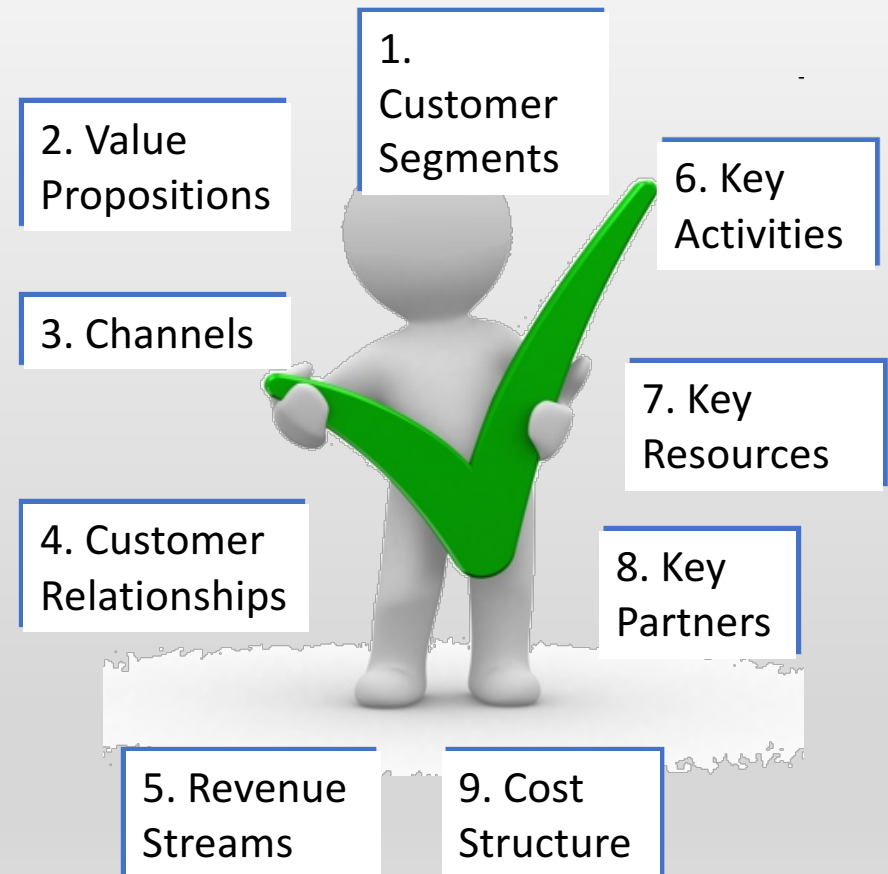 1.
Customer
Segments
2. Value
Propositions
3. Channels
4. Customer
Relationships
5. Revenue
Streams
6. Key
Activities
7. Key
Resources
8. Key
Partners
9. Cost
Structure
-